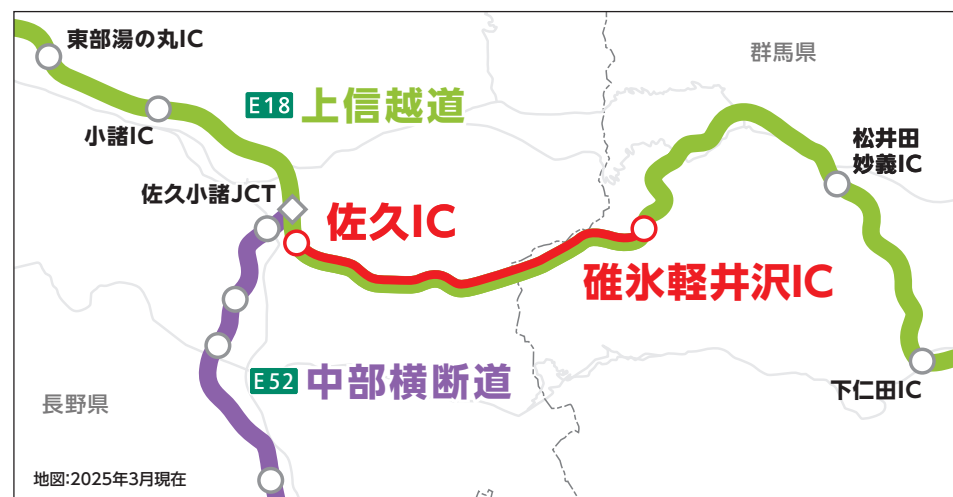 東部湯の丸IC
群馬県
E18 上信越道
小諸IC
松井田
妙義IC
佐久小諸JCT
佐久IC
碓氷軽井沢IC
E52 中部横断道
下仁田IC
長野県
地図:2025年3月現在